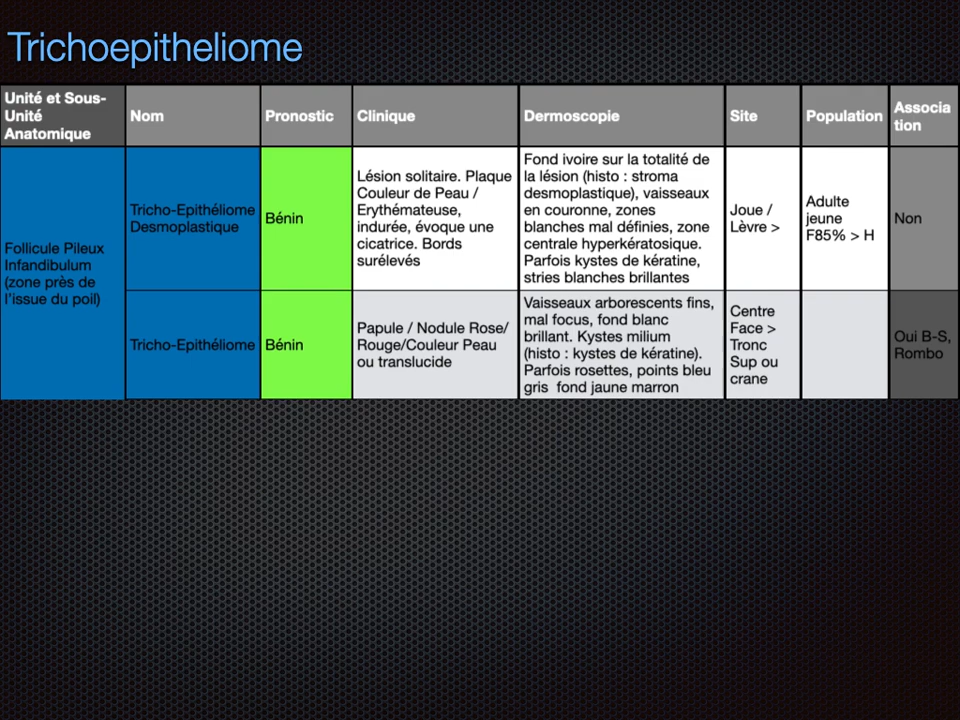 Trichoepitheliome
Unité et Sous-
Unité
Anatomique
Nom
Pronostic
Clinique
Dermoscopie
Site
Population
Associa
tion
Follicule Pileux
Infandibulum
(zone près de
l'issue du poil)
Tricho-Epithéliome
Desmoplastique
Bénin
Lésion solitaire. Plaque
Couleur de Peau /
Erythémateuse,
indurée, évoque une
cicatrice. Bords
surélevés
Fond ivoire sur la totalité de
la lésion (histo : stroma
desmoplastique), vaisseaux
en couronne, zones
blanches mal définies, zone
centrale hyperkératosique.
Parfois kystes de kératine,
stries blanches brillantes
Joue /
Lèvre >
Adulte
jeune
F85% > H
Non
Tricho-Epithéliome
Bénin
Papule / Nodule Rose/
Rouge/Couleur Peau
ou translucide
Vaisseaux arborescents fins,
mal focus, fond blanc
brillant. Kystes milium
(histo : kystes de kératine).
Parfois rosettes, points bleu
gris  fond jaune marron
Centre
Face >
Tronc
Sup ou
crane
Oui B-S,
Rombo